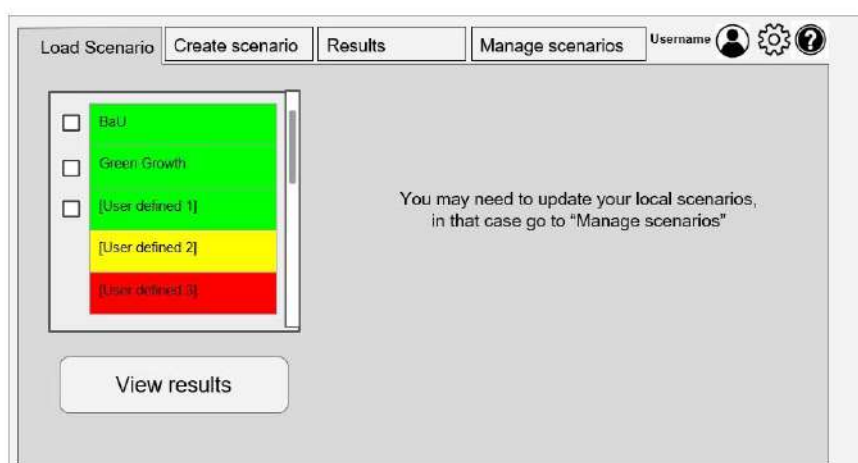 Load Scenario
Create scenario
Results
Manage scenarios
Username
?
BaU
Green Growth
[User defined 1]
[User defined 2]
[User defined 3]
You may need to update your local scenarios,
in that case go to “Manage scenarios”
View results